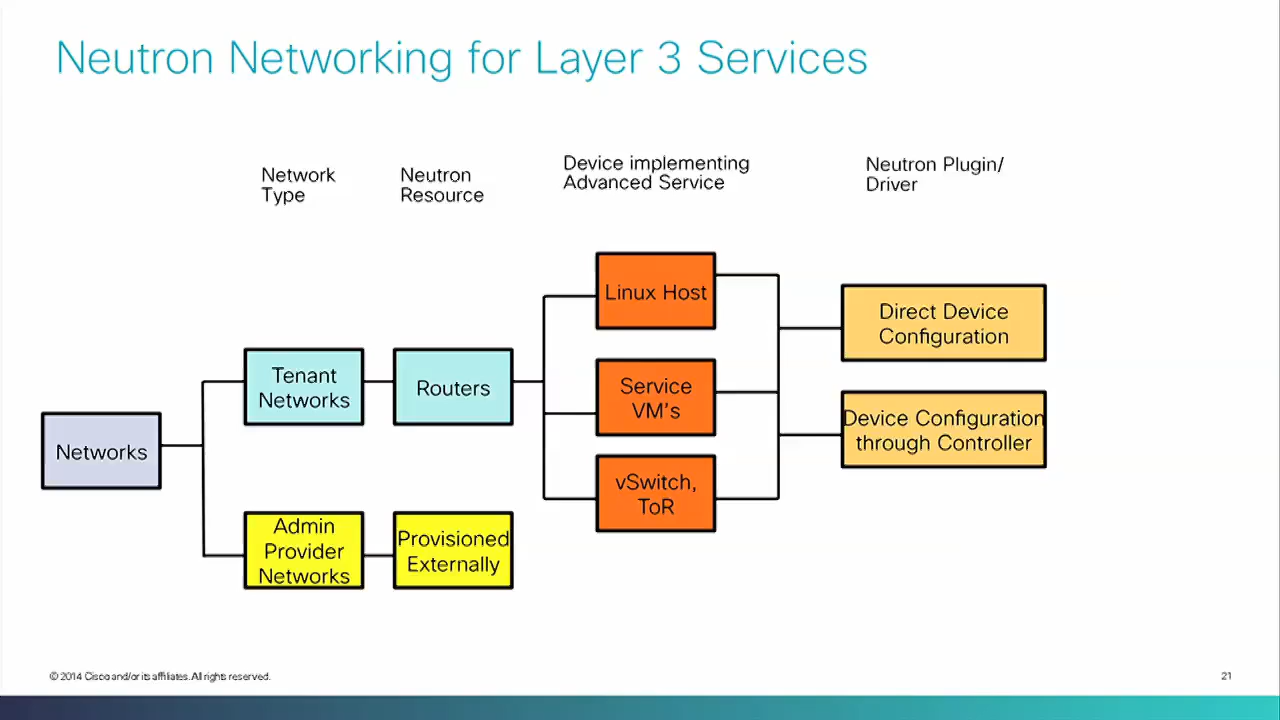 Neutron Networking for Layer 3 Services
Network
Type
Neutron
Resource
Device implementing
Advanced Service
Neutron Plugin/
Driver
Networks
Tenant
Networks
Routers
Admin
Provider
Networks
Provisioned
Externally
Linux Host
Service
VM's
vSwitch,
ToR
Direct Device
Configuration
Device Configuration
through Controller
© 2014 Cisco and/or its affiliates. All rights reserved.
21